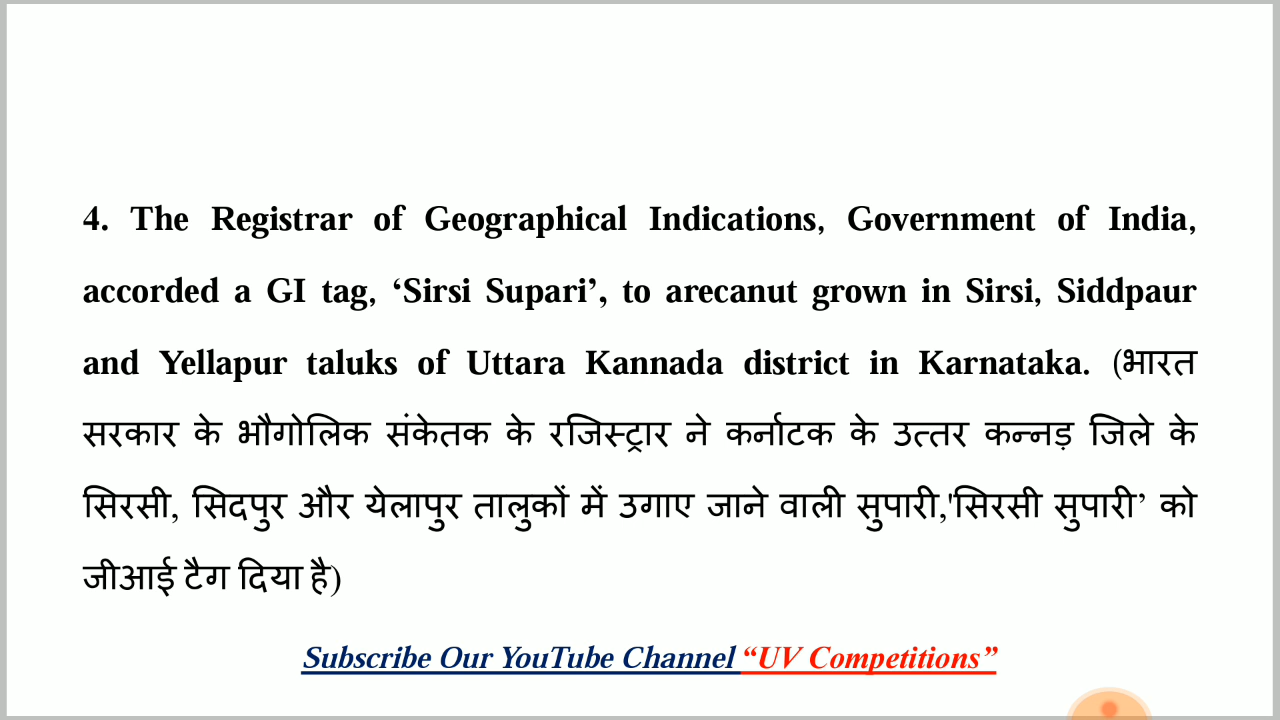 4. The Registrar of Geographical Indications, Government of India,
accorded a GI tag, ‘Sirsi Supari’, to arecanut grown in Sirsi, Siddpaur
and Yellapur taluks of Uttara Kannada district in Karnataka. (भारत
सरकार के भौगोलिक संकेतक के रजिस्ट्रार ने कर्नाटक के उत्तर कन्नड़ जिले के
सिरसी, सिदपुर और येलापुर तालुकों में उगाए जाने वाली सुपारी,'सिरसी सुपारी’ को
जीआई टैग दिया है)
Subscribe Our YouTube Channel “UV Competitions”